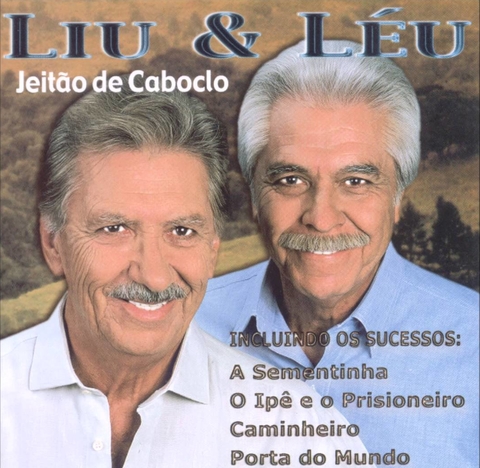 LIU & LÉU
Jeitão de Caboclo
INCLUINDO OS SUCESSOS:
A Sementinha
O Ipê e o Prisioneiro
Caminheiro
Porta do Mundo